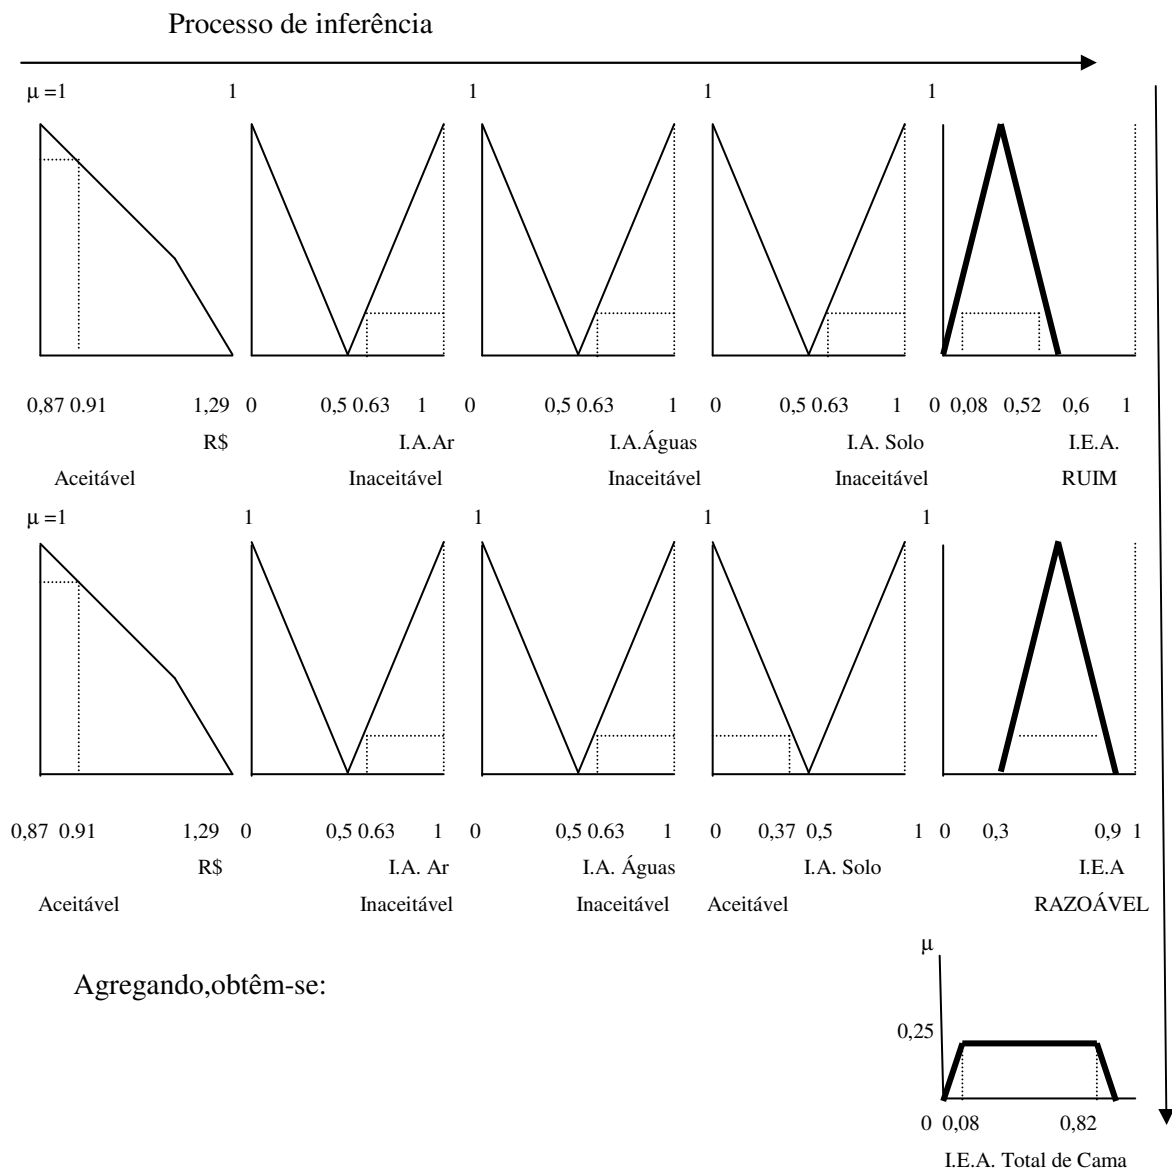 Processo de inferência
μ =1 1 1 1 1
0,87 0.91 1,29 0 0,5 0.63 1 0 0,5 0.63 1 0 0,5 0.63 1 0 0,08 0,52 0,6 1
R$ I.A.Ar I.A.Águas I.A. Solo I.E.A.
Aceitável Inaceitável Inaceitável Inaceitável RUIM
μ =1 1 1 1 1
0,87 0.91 1,29 0 0,5 0.63 1 0 0,5 0.63 1 0 0,37 0,5 1 0 0,3 0,9 1
R$ I.A. Ar I.A. Águas I.A. Solo I.E.A
Aceitável Inaceitável Inaceitável Aceitável RAZOÁVEL
μ
Agregando,obtêm-se:
0,25
0 0,08 0,82
I.E.A. Total de Cama